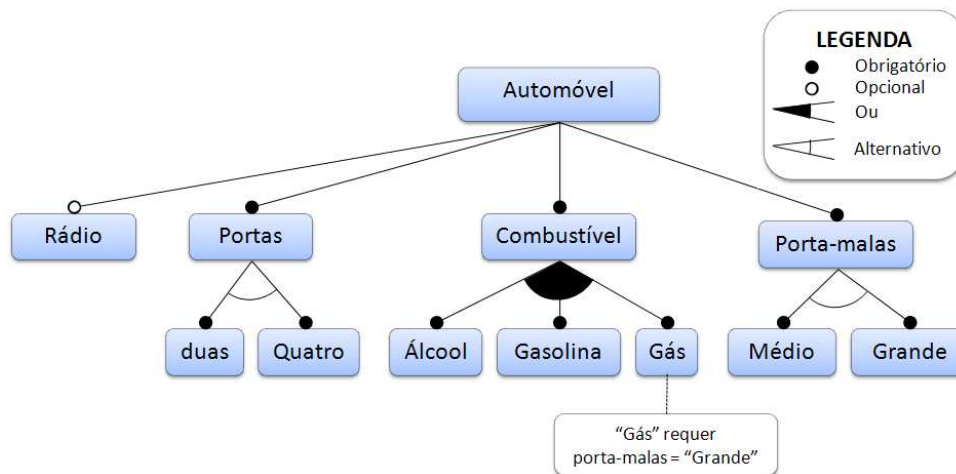 LEGENDA
Obrigatório
Opcional
Ou
Alternativo
Automóvel
Rádio
Portas
Combustível
Porta-malas
duas
Quatro
Álcool
Gasolina
Gás
Médio
Grande
“Gás” requer
porta-malas = “Grande”